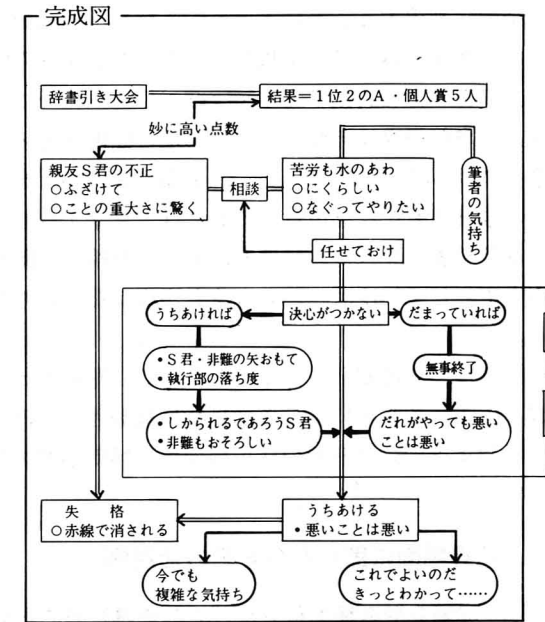 完成図
辞書引き大会
結果＝1位2のA・個人賞5人
妙に高い点数
親友S君の不正
○ふざけて
○ことの重大さに驚く
相談
苦労も水のあわ
○にくらしい
○なぐってやりたい
筆者の気持ち
任せておけ
うちあければ
決心がつかない
だまっていれば
・S君・非難の矢おもて
・執行部の落ち度
無事終了
・しかられるであろうS君
・非難もおそろしい
だれがやっても悪い
ことは悪い
失　格
○赤線で消される
うちあける
・悪いことは悪い
今でも
複雑な気持ち
これでよいのだ
きっとわかって……